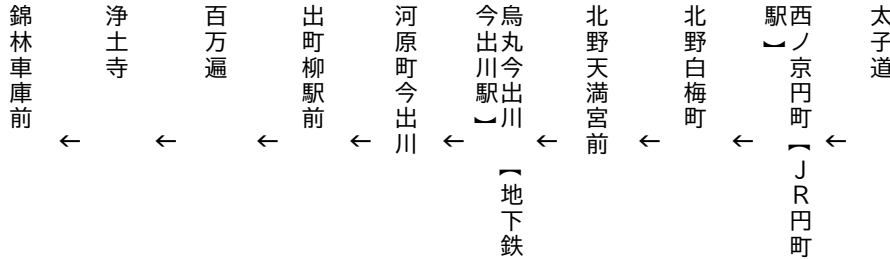 太子道
←
西ノ京円町【JR円町
駅】
←
北野白梅町
←
北野天満宮前
←
烏丸今出川【地下鉄
今出川駅】
←
河原町今出川
←
出町柳駅前
←
百万遍
←
浄土寺
←
錦林車庫前